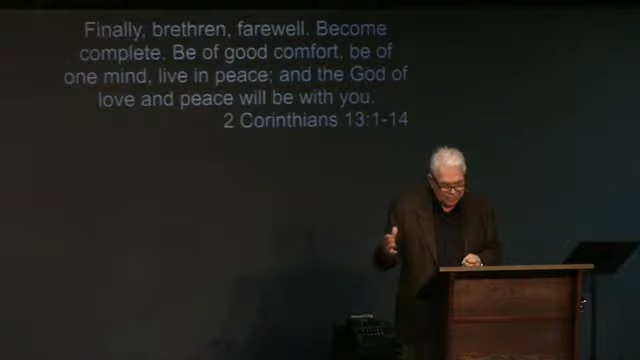 Finally, brethren, farewell. Become
complete. Be of good comfort, be of
one mind, live in peace; and the God of
love and peace will be with you.
2 Corinthians 13:1-14